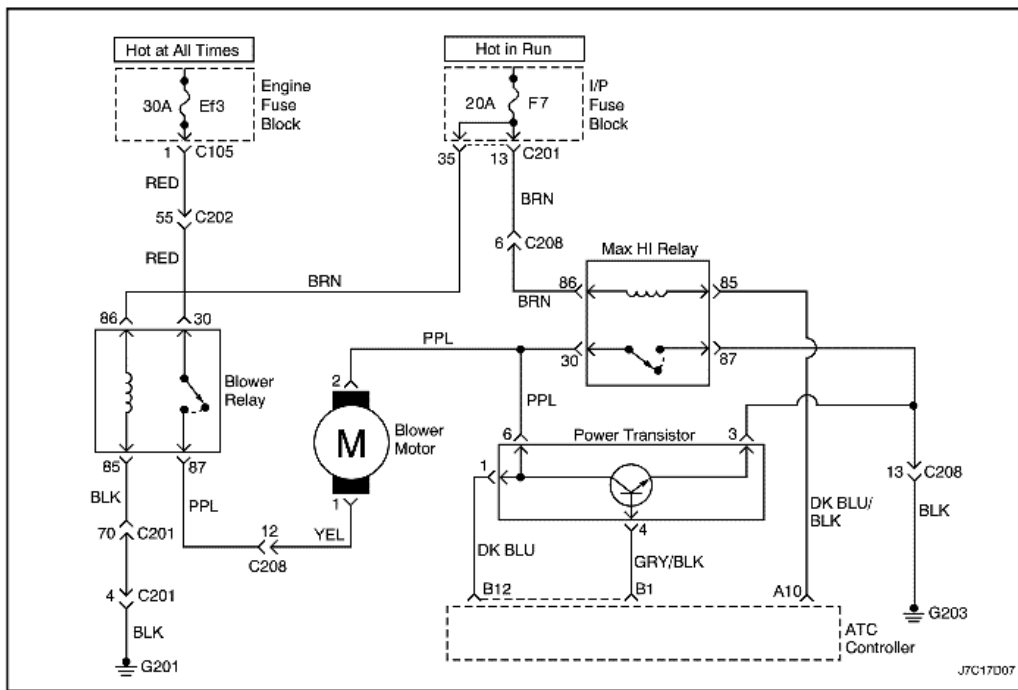 Hot at All Times
Hot in Run
30A Ef3
Engine
Fuse
Block
20A F7
I/P
Fuse
Block
1 C105
35 13 C201
RED
BRN
55 C202
6 C208
Max HI Relay
RED
BRN
86 85
BRN
86 30
PPL
30 87
Blower
Relay
2
PPL
M
Blower
Motor
6 Power Transistor 3
85 87
1
13 C208
BLK
PPL
1
DK BLU/
BLK
BLK
70 C201
12
YEL
4
C208
DK BLU
GRY/BLK
4 C201
B12 B1 A10
G203
BLK
ATC
Controller
G201
J7C17D07